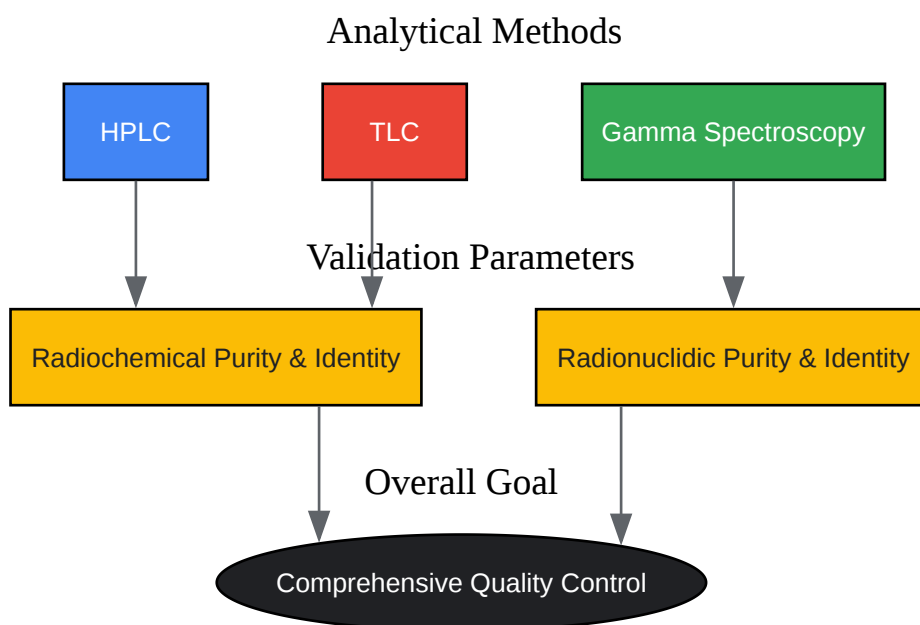 Analytical Methods
HPLC
TLC
Gamma Spectroscopy
Validation Parameters
Radiochemical Purity & Identity
Radionuclidic Purity & Identity
Overall Goal
Comprehensive Quality Control